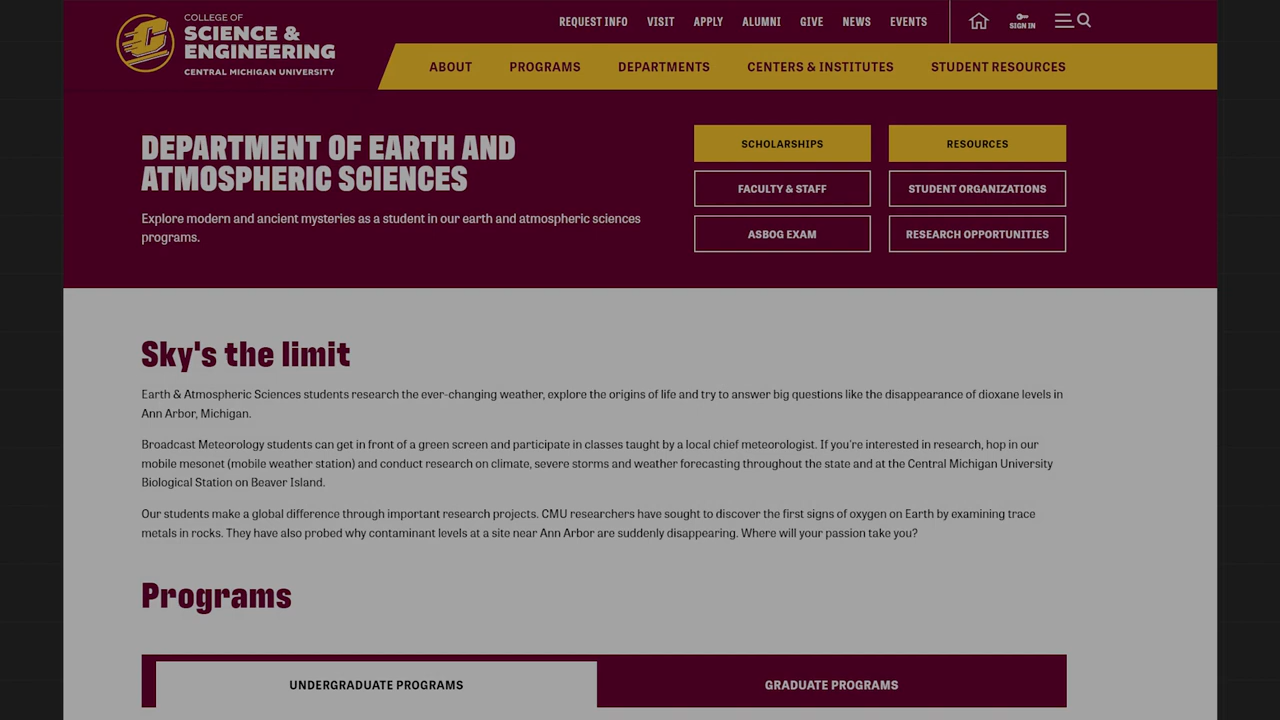 COLLEGE OF
SCIENCE &
ENGINEERING
CENTRAL MICHIGAN UNIVERSITY
REQUEST INFO VISIT APPLY ALUMNI GIVE NEWS EVENTS SIGN IN
ABOUT PROGRAMS DEPARTMENTS CENTERS & INSTITUTES STUDENT RESOURCES
DEPARTMENT OF EARTH AND
ATMOSPHERIC SCIENCES
Explore modern and ancient mysteries as a student in our earth and atmospheric sciences
programs.
SCHOLARSHIPS RESOURCES
FACULTY & STAFF STUDENT ORGANIZATIONS
ASBOG EXAM RESEARCH OPPORTUNITIES
Sky's the limit
Earth & Atmospheric Sciences students research the ever-changing weather, explore the origins of life and try to answer big questions like the disappearance of dioxane levels in
Ann Arbor, Michigan.
Broadcast Meteorology students can get in front of a green screen and participate in classes taught by a local chief meteorologist. If you're interested in research, hop in our
mobile mesonet (mobile weather station) and conduct research on climate, severe storms and weather forecasting throughout the state and at the Central Michigan University
Biological Station on Beaver Island.
Our students make a global difference through important research projects. CMU researchers have sought to discover the first signs of oxygen on Earth by examining trace
metals in rocks. They have also probed why contaminant levels at a site near Ann Arbor are suddenly disappearing. Where will your passion take you?
Programs
UNDERGRADUATE PROGRAMS GRADUATE PROGRAMS